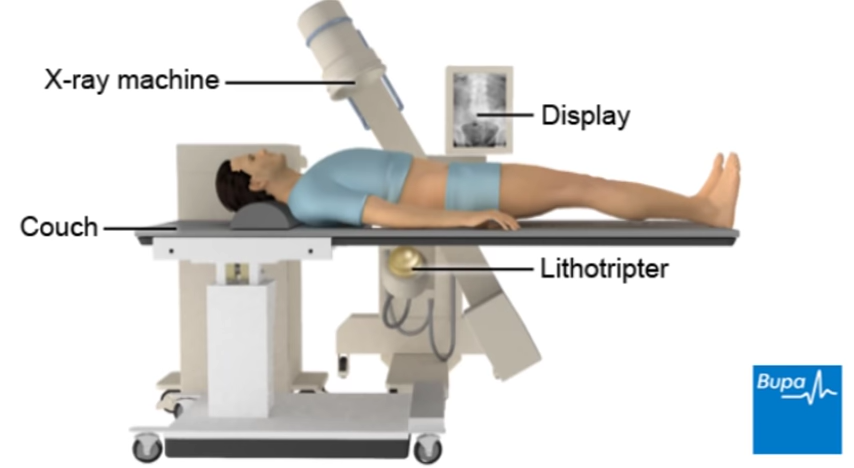 X-ray machine
Display
Couch
Lithotripter
Bupa